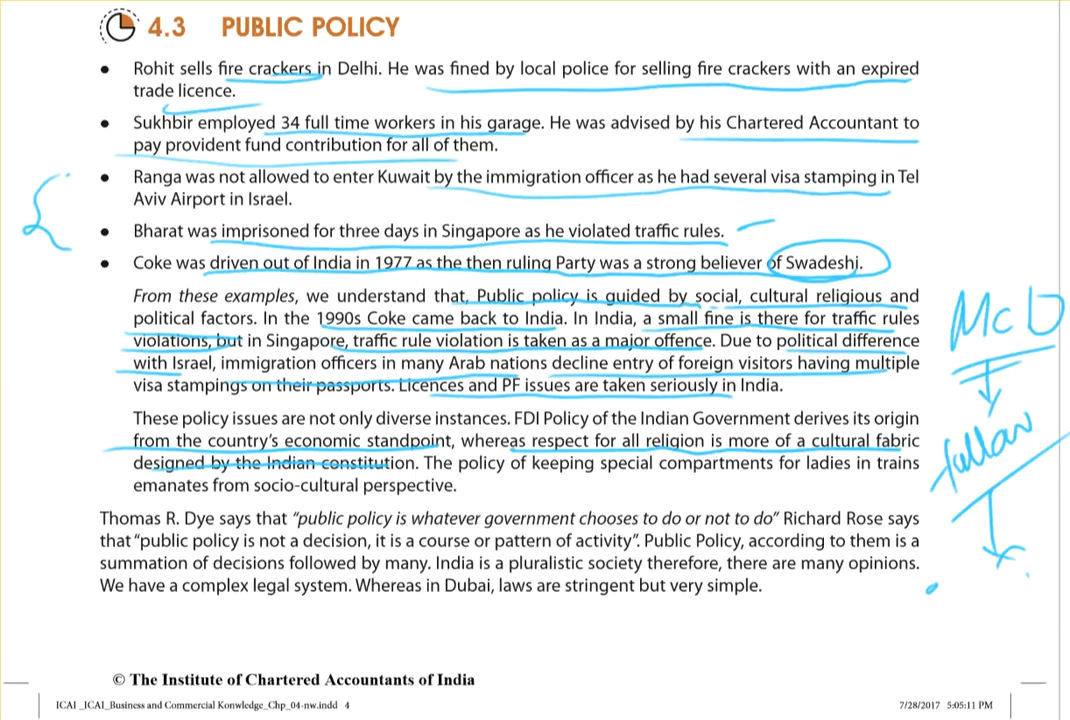 4.3 PUBLIC POLICY
• Rohit sells fire crackers in Delhi. He was fined by local police for selling fire crackers with an expired
trade licence.
• Sukhbir employed 34 full time workers in his garage. He was advised by his Chartered Accountant to
pay provident fund contribution for all of them.
• Ranga was not allowed to enter Kuwait by the immigration officer as he had several visa stamping in Tel
Aviv Airport in Israel.
• Bharat was imprisoned for three days in Singapore as he violated traffic rules.
• Coke was driven out of India in 1977 as the then ruling Party was a strong believer of Swadeshi.
From these examples, we understand that, Public policy is guided by social, cultural religious and
political factors. In the 1990s Coke came back to India. In India, a small fine is there for traffic rules
violations, but in Singapore, traffic rule violation is taken as a major offence. Due to political difference
with Israel, immigration officers in many Arab nations decline entry of foreign visitors having multiple
visa stampings on their passports. Licences and PF issues are taken seriously in India.
These policy issues are not only diverse instances. FDI Policy of the Indian Government derives its origin
from the country's economic standpoint, whereas respect for all religion is more of a cultural fabric
designed by the Indian constitution. The policy of keeping special compartments for ladies in trains
emanates from socio-cultural perspective.
Thomas R. Dye says that "public policy is whatever government chooses to do or not to do" Richard Rose says
that "public policy is not a decision, it is a course or pattern of activity". Public Policy, according to them is a
summation of decisions followed by many. India is a pluralistic society therefore, there are many opinions.
We have a complex legal system. Whereas in Dubai, laws are stringent but very simple.
McD
follow
© The Institute of Chartered Accountants of India
ICAI _ICAI_Business and Commercial Konwledge_Chp_04-nw.indd 4
7/28/2017 5:05:11 PM